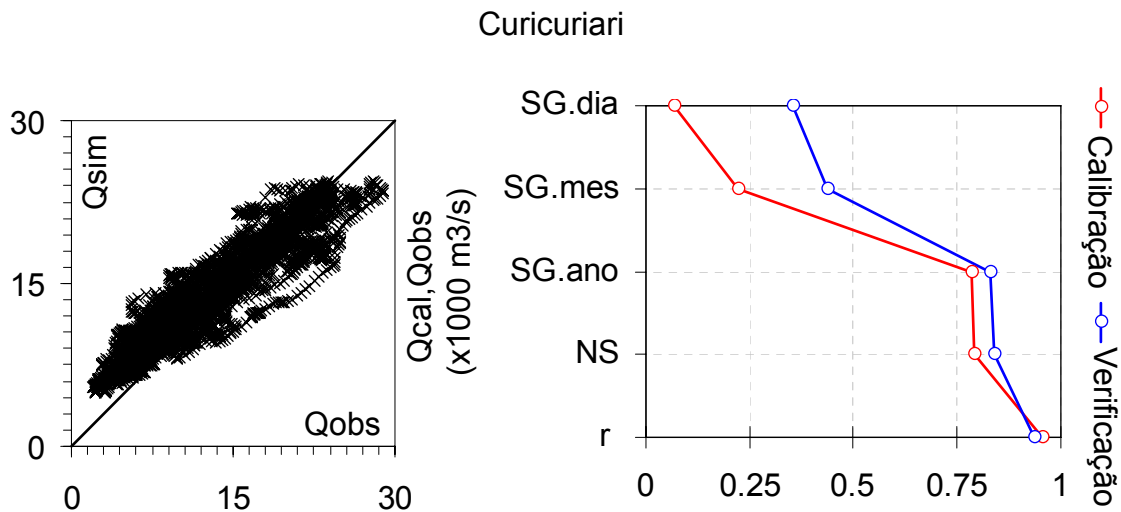 Curicuriari
30
15
0
Qsim
Qobs
0
15
30
Qcal,Qobs
(x1000 m3/s)
SG.dia
SG.mes
SG.ano
NS
r
0
0.25
0.5
0.75
1
Calibração
Verificação